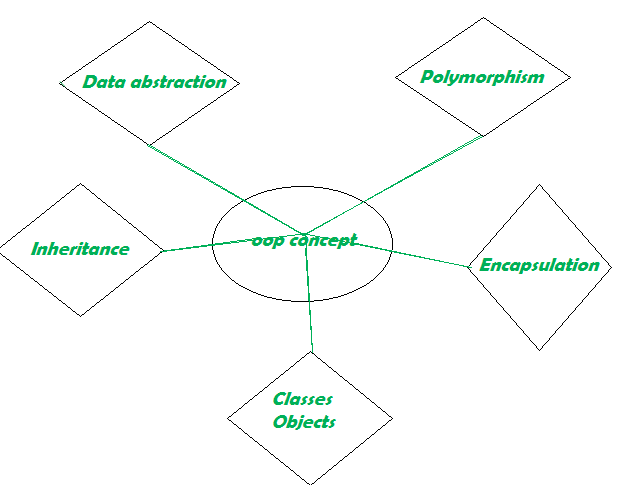 Data abstraction
Polymorphism
oop concept
Inheritance
Encapsulation
Classes
Objects